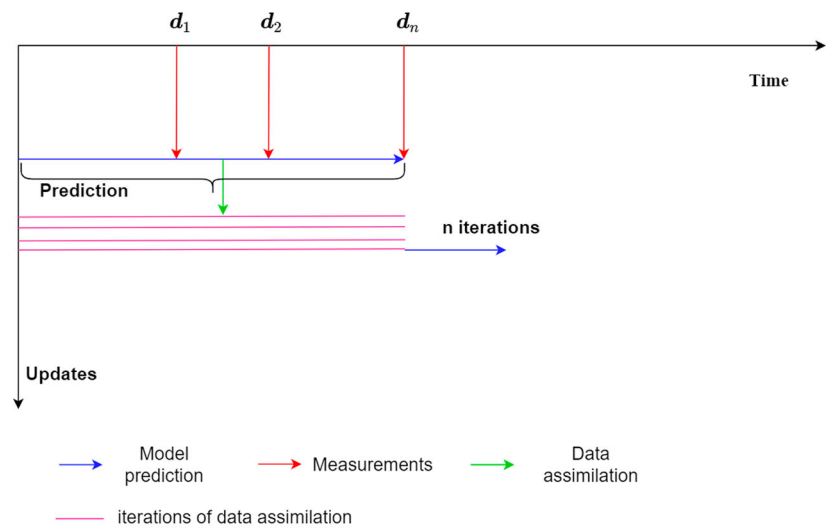 d₁ d₂ dₙ
Time
Prediction
n iterations
Updates
Model prediction
Measurements
Data assimilation
iterations of data assimilation